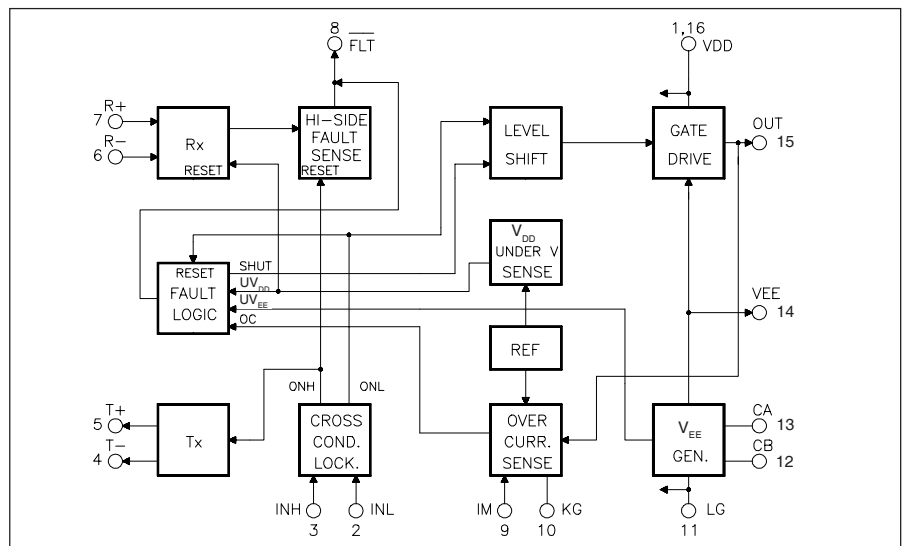 8 FLT
1,16 VDD
R+
7
R-
6
Rx
RESET
HI-SIDE
FAULT
SENSE
RESET
LEVEL
SHIFT
GATE
DRIVE
OUT
15
RESET
FAULT
LOGIC
SHUT
UVDD
UVEE
OC
VDD
UNDER V
SENSE
VEE
14
REF
ONH
ONL
T+
5
T-
4
Tx
CROSS
COND.
LOCK.
OVER
CURR.
SENSE
VEE
GEN.
CA
13
CB
12
INH
3
INL
2
IM
9
KG
10
LG
11